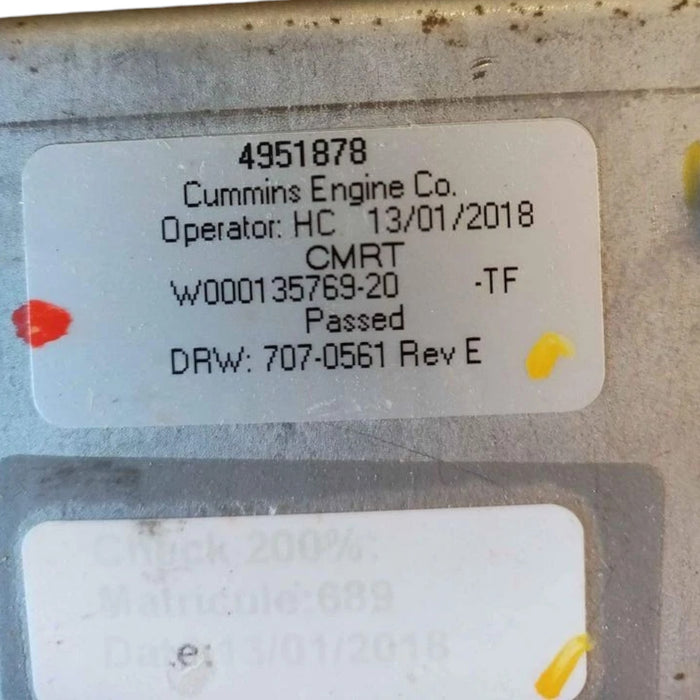 4951878
Cummins Engine Co.
Operator: HC 13/01/2018
CMRT
W000135769-20 -TF
Passed
DRW: 707-0561 Rev E
Check 200%:
Matricule:689
Date:13/01/2018